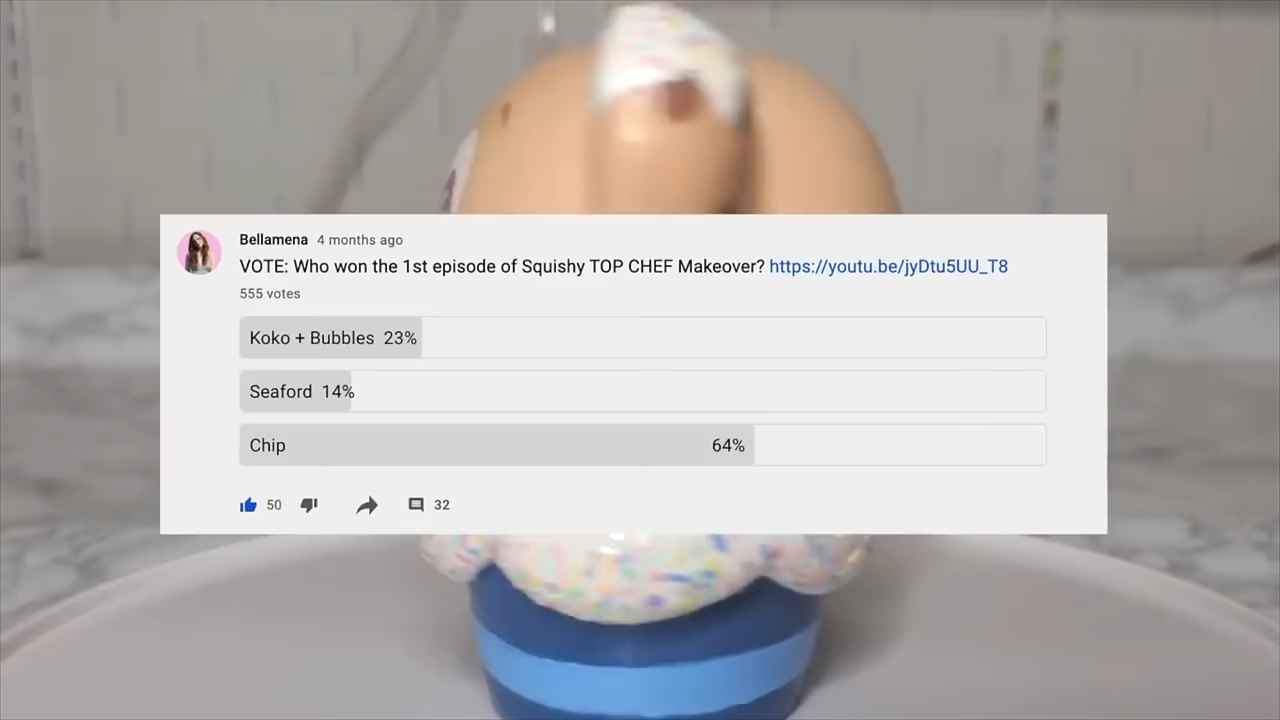 Bellamena 4 months ago
VOTE: Who won the 1st episode of Squishy TOP CHEF Makeover? https://youtu.be/jyDtu5UU_T8
555 votes
Koko + Bubbles 23%
Seaford 14%
Chip 64%
50 32